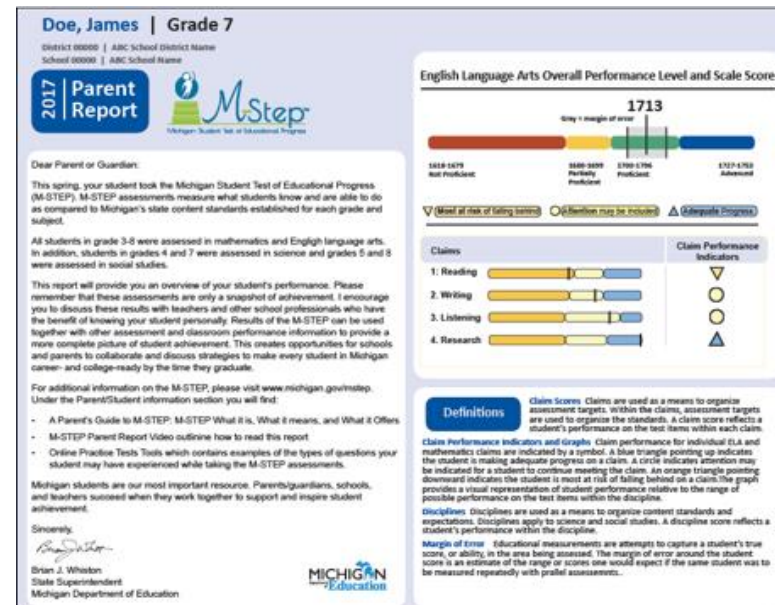 Doe, James | Grade 7
District 00000 | ABC School District Name
School 00000 | ABC School Name
2017
Parent
Report
M-Step
Michigan Student Test of Educational Progress
Dear Parent or Guardian:
This spring, your student took the Michigan Student Test of Educational Progress
(M-STEP). M-STEP assessments measure what students know and are able to do
as compared to Michigan's state content standards established for each grade and
subject.
All students in grade 3-8 were assessed in mathematics and Engligh language arts.
In addition, students in grades 4 and 7 were assessed in science and grades 5 and 8
were assessed in social studies.
This report will provide you an overview of your student's performance. Please
remember that these assessments are only a snapshot of achievement. I encourage
you to discuss these results with teachers and other school professionals who have
the benefit of knowing your student personally. Results of the M-STEP can be used
together with other assessment and classroom performance information to provide a
more complete picture of student achievement. This creates opportunities for schools
and parents to collaborate and discuss strategies to make every student in Michigan
career- and college-ready by the time they graduate.
For additional information on the M-STEP, please visit www.michigan.gov/mstep.
Under the Parent/Student information section you will find:
- A Parent's Guide to M-STEP: M-STEP What it is, What it means, and What it Offers
- M-STEP Parent Report Video outlinine how to read this report
- Online Practice Tests Tools which contains examples of the types of questions your
student may have experienced while taking the M-STEP assessments.
Michigan students are our most important resource. Parents/guardians, schools,
and teachers succeed when they work together to support and inspire student
achievement.
Sincerely,
Brian J. Whiston
State Superintendent
Michigan Department of Education
MICHIGAN
Department of
Education
English Language Arts Overall Performance Level and Scale Score
1713
Grey = margin of error
1618-1679
Not Proficient
1680-1699
Partially
Proficient
1700-1796
Proficient
1727-1753
Advanced
Most at risk of falling behind
Attention may be included
Adequate Progress
Claims
Claim Performance
Indicators
1: Reading
2. Writing
3. Listening
4. Research
Definitions
Claim Scores Claims are used as a means to organize
assessment targets. Within the claims, assessment targets
are used to organize the standards. A claim score reflects a
student's performance on the test items within each claim.
Claim Performance Indicators and Graphs Claim performance for individual ELA and
mathematics claims are indicated by a symbol. A blue triangle pointing up indicates
the student is making adequate progress on a claim. A circle indicates attention may
be indicated for a student to continue meeting the claim. An orange triangle pointing
downward indicates the student is most at risk of falling behind on a claim.The graph
provides a visual representation of student performance relative to the range of
possible performance on the test items within the discipline.
Disciplines Disciplines are used as a means to organize content standards and
expectations. Disciplines apply to science and social studies. A discipline score reflects a
student's performance within the discipline.
Margin of Error Educational measurements are attempts to capture a student's true
score, or ability, in the area being assessed. The margin of error around the student
score is an estimate of the range or scores one would expect if the same student was to
be measured repeatedly with prallel assessemnts..